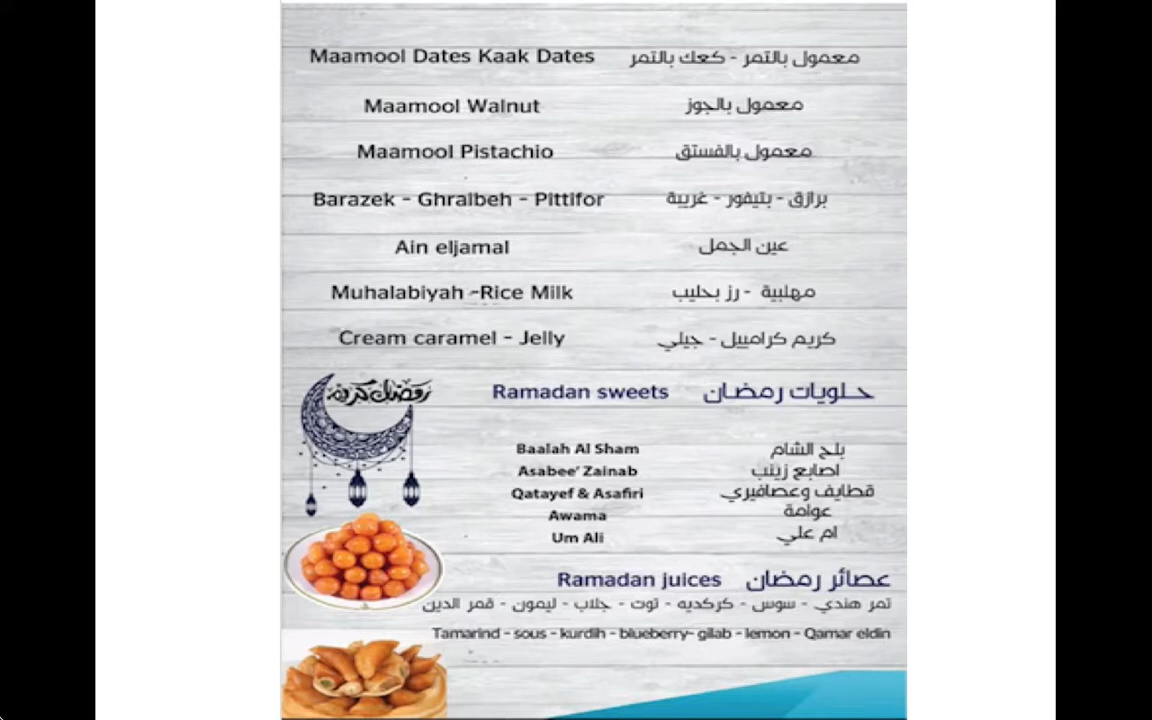 Maamool Dates Kaak Dates معمول بالتمر - كعك بالتمر
Maamool Walnut معمول بالجوز
Maamool Pistachio معمول بالفستق
Barazek - Ghraibeh - Pittifor برازق - بتيفور - غريبة
Ain eljamal عين الجمل
Muhalabiyah -Rice Milk مهلبية - رز بحليب
Cream caramel - Jelly كريم كراميل - جيلي
رمضان كريم
Ramadan sweets حلويات رمضان
Baalah Al Sham بلح الشام
Asabee' Zainab اصابع زينب
Qatayef & Asafiri قطايف وعصافيري
Awama عوامة
Um Ali ام علي
Ramadan juices عصائر رمضان
تمر هندي - سوس - كركديه - توت - جلاب - ليمون - قمر الدين
Tamarind - sous - kurdih - blueberry- gilab - lemon - Qamar eldin